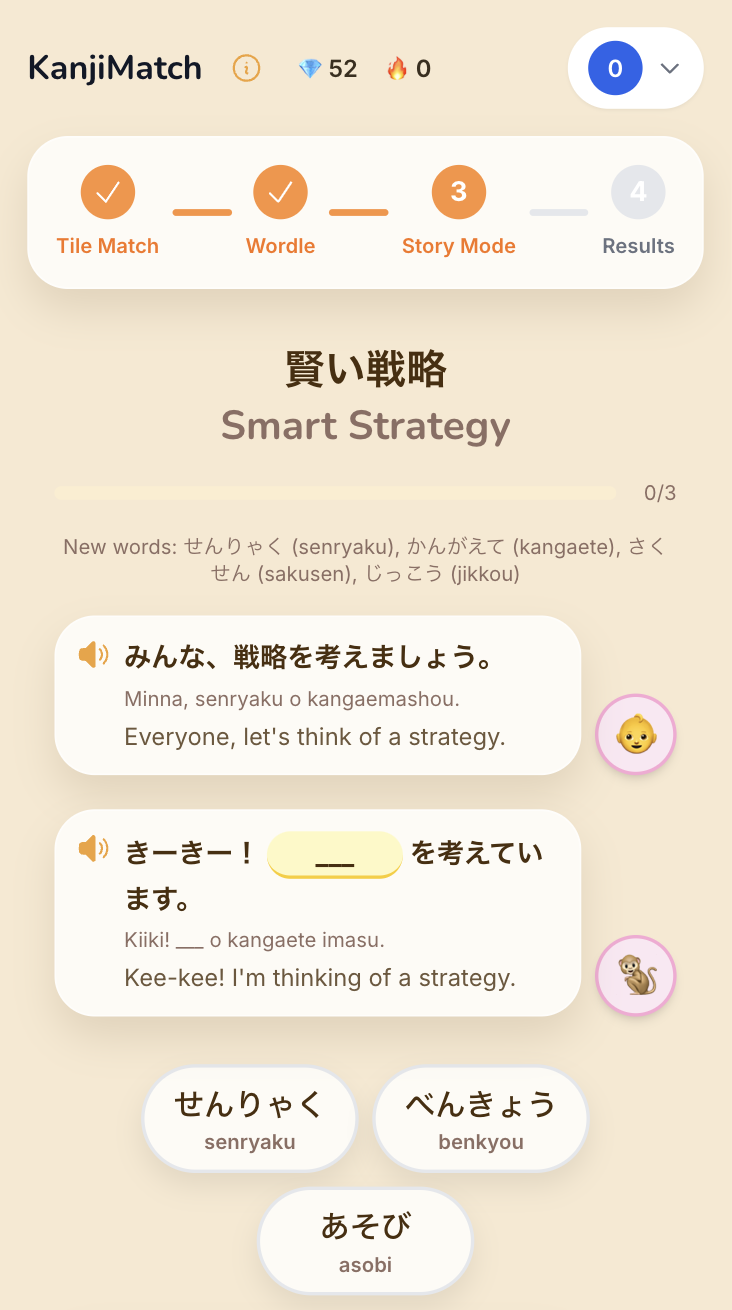 KanjiMatch 52 0 0
3 4
Tile Match Wordle Story Mode Results
賢い戦略
Smart Strategy
0/3
New words: せんりゃく (senryaku), かんがえて (kangaete), さく
せん (sakusen), じっこう (jikkou)
みんな、戦略を考えましょう。
Minna, senryaku o kangaemashou.
Everyone, let's think of a strategy.
きーきー！ ___ を考えてい
ます。
Kiiki! ___ o kangaete imasu.
Kee-kee! I'm thinking of a strategy.
せんりゃく べんきょう
senryaku benkyou
あそび
asobi